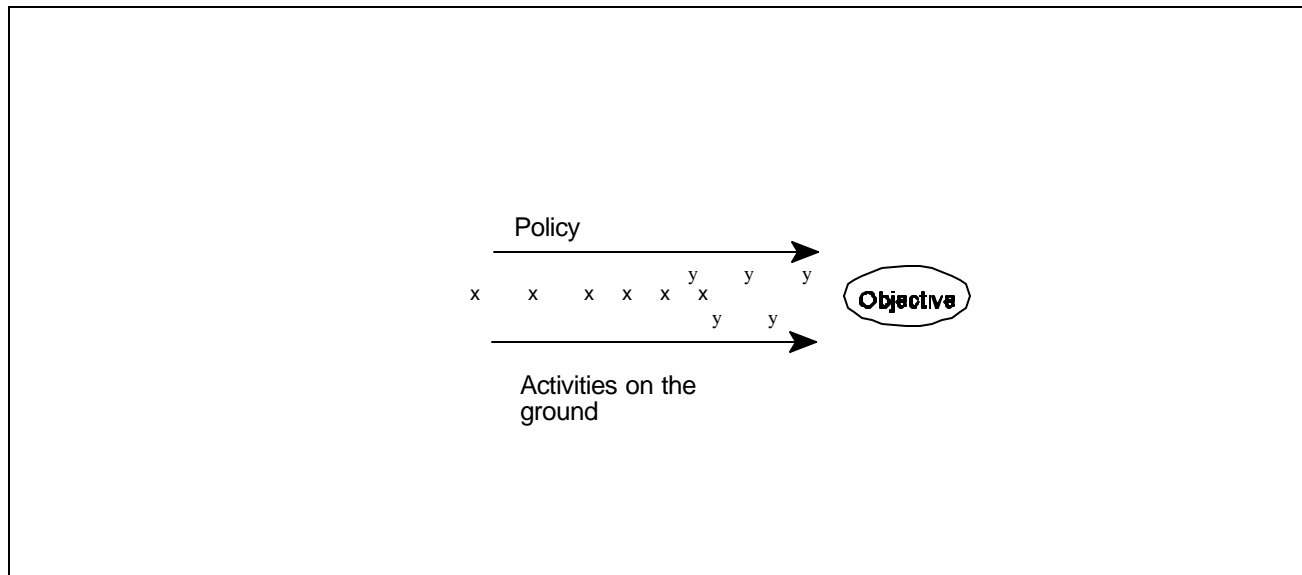 Policy
y y y
x x x x x x
Objective
y y
Activities on the
ground